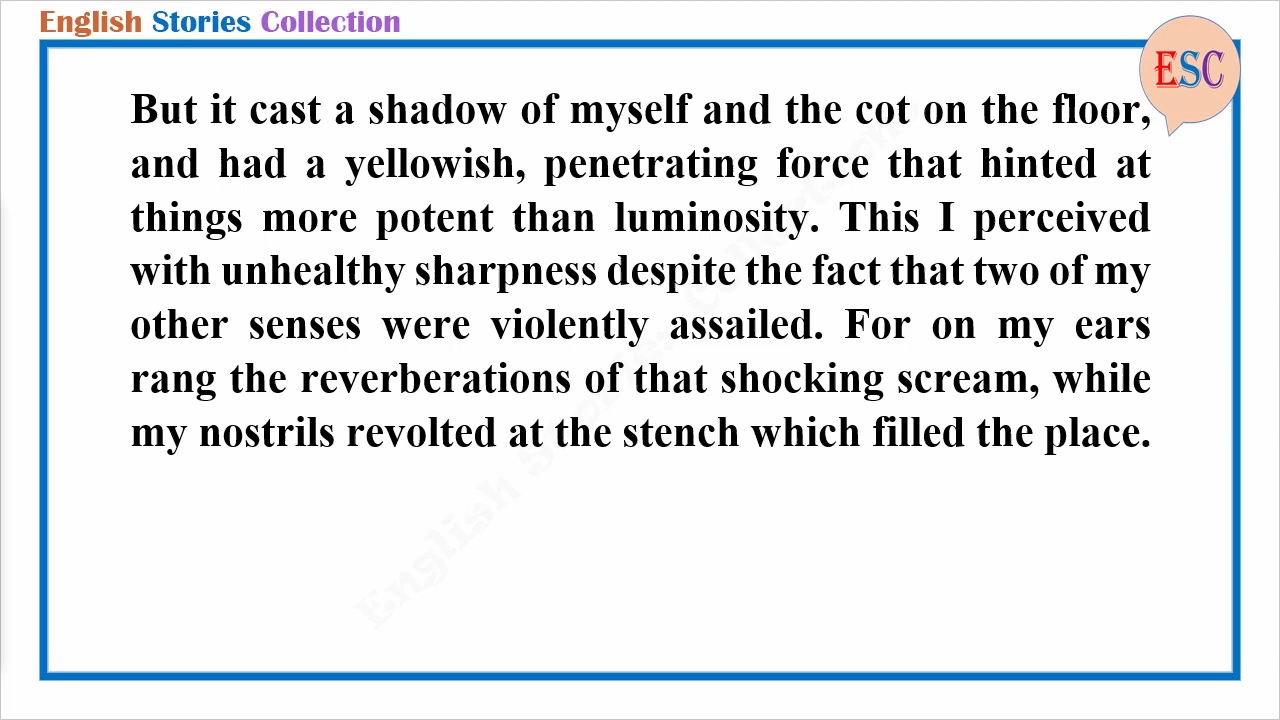 English Stories Collection
ESC
But it cast a shadow of myself and the cot on the floor,
and had a yellowish, penetrating force that hinted at
things more potent than luminosity. This I perceived
with unhealthy sharpness despite the fact that two of my
other senses were violently assailed. For on my ears
rang the reverberations of that shocking scream, while
my nostrils revolted at the stench which filled the place.
English Stories Collection